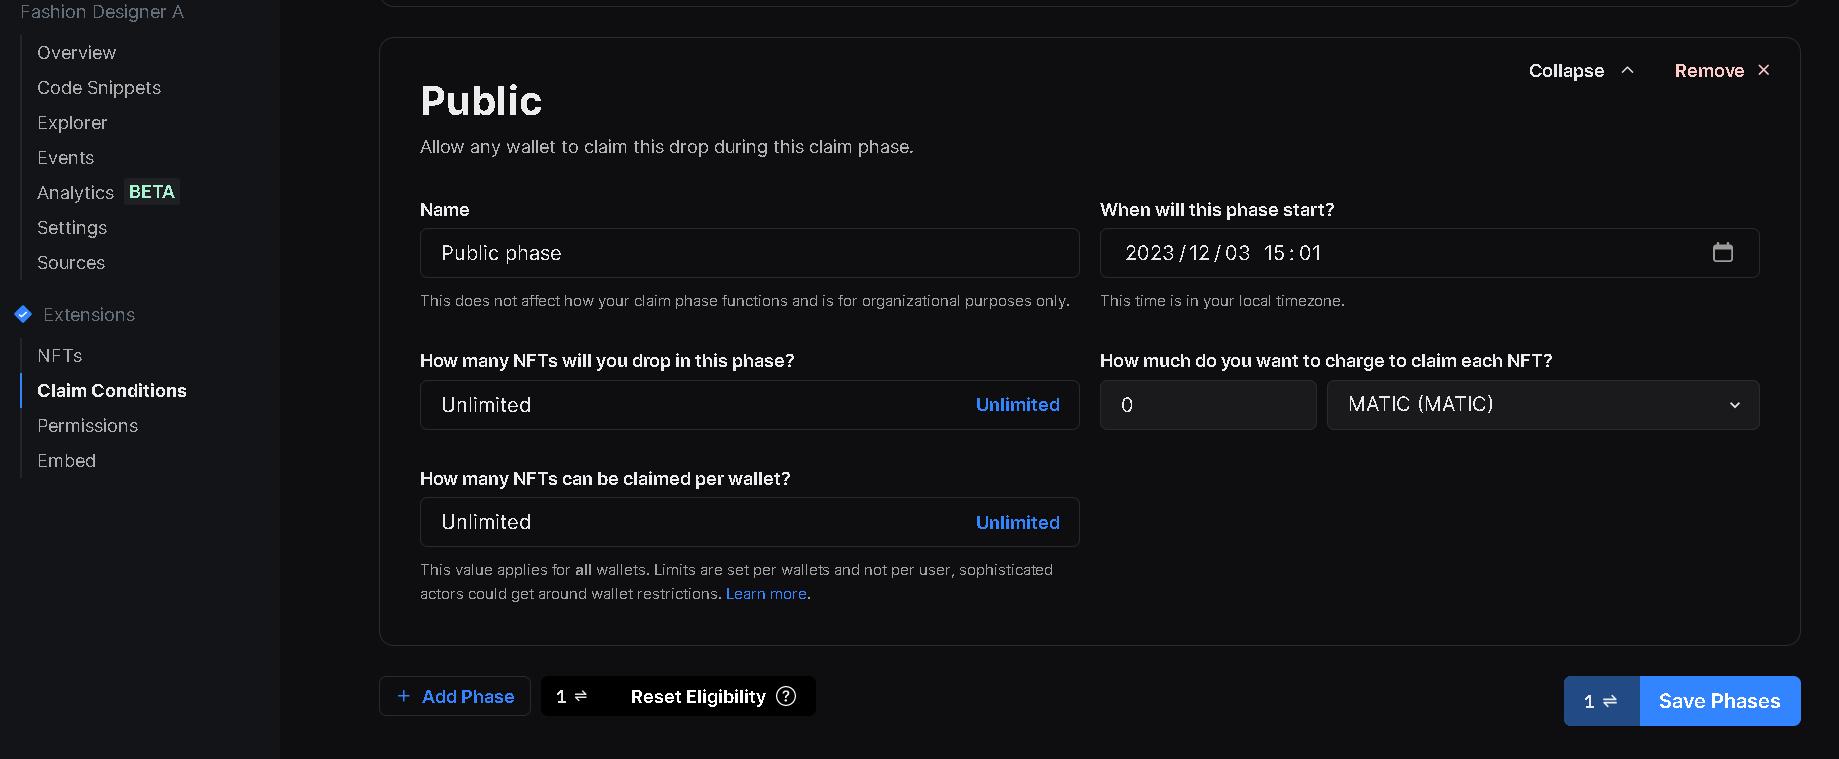 Fashion Designer A
Overview
Code Snippets
Explorer
Events
Analytics BETA
Settings
Sources
Extensions
NFTs
Claim Conditions
Permissions
Embed
Collapse
Remove
Public
Allow any wallet to claim this drop during this claim phase.
Name
Public phase
This does not affect how your claim phase functions and is for organizational purposes only.
When will this phase start?
2023/12/03 15:01
This time is in your local timezone.
How many NFTs will you drop in this phase?
Unlimited Unlimited
How much do you want to charge to claim each NFT?
0 MATIC (MATIC)
How many NFTs can be claimed per wallet?
Unlimited Unlimited
This value applies for all wallets. Limits are set per wallets and not per user, sophisticated
actors could get around wallet restrictions. Learn more.
+ Add Phase
1 ⇌ Reset Eligibility ?
1 ⇌ Save Phases